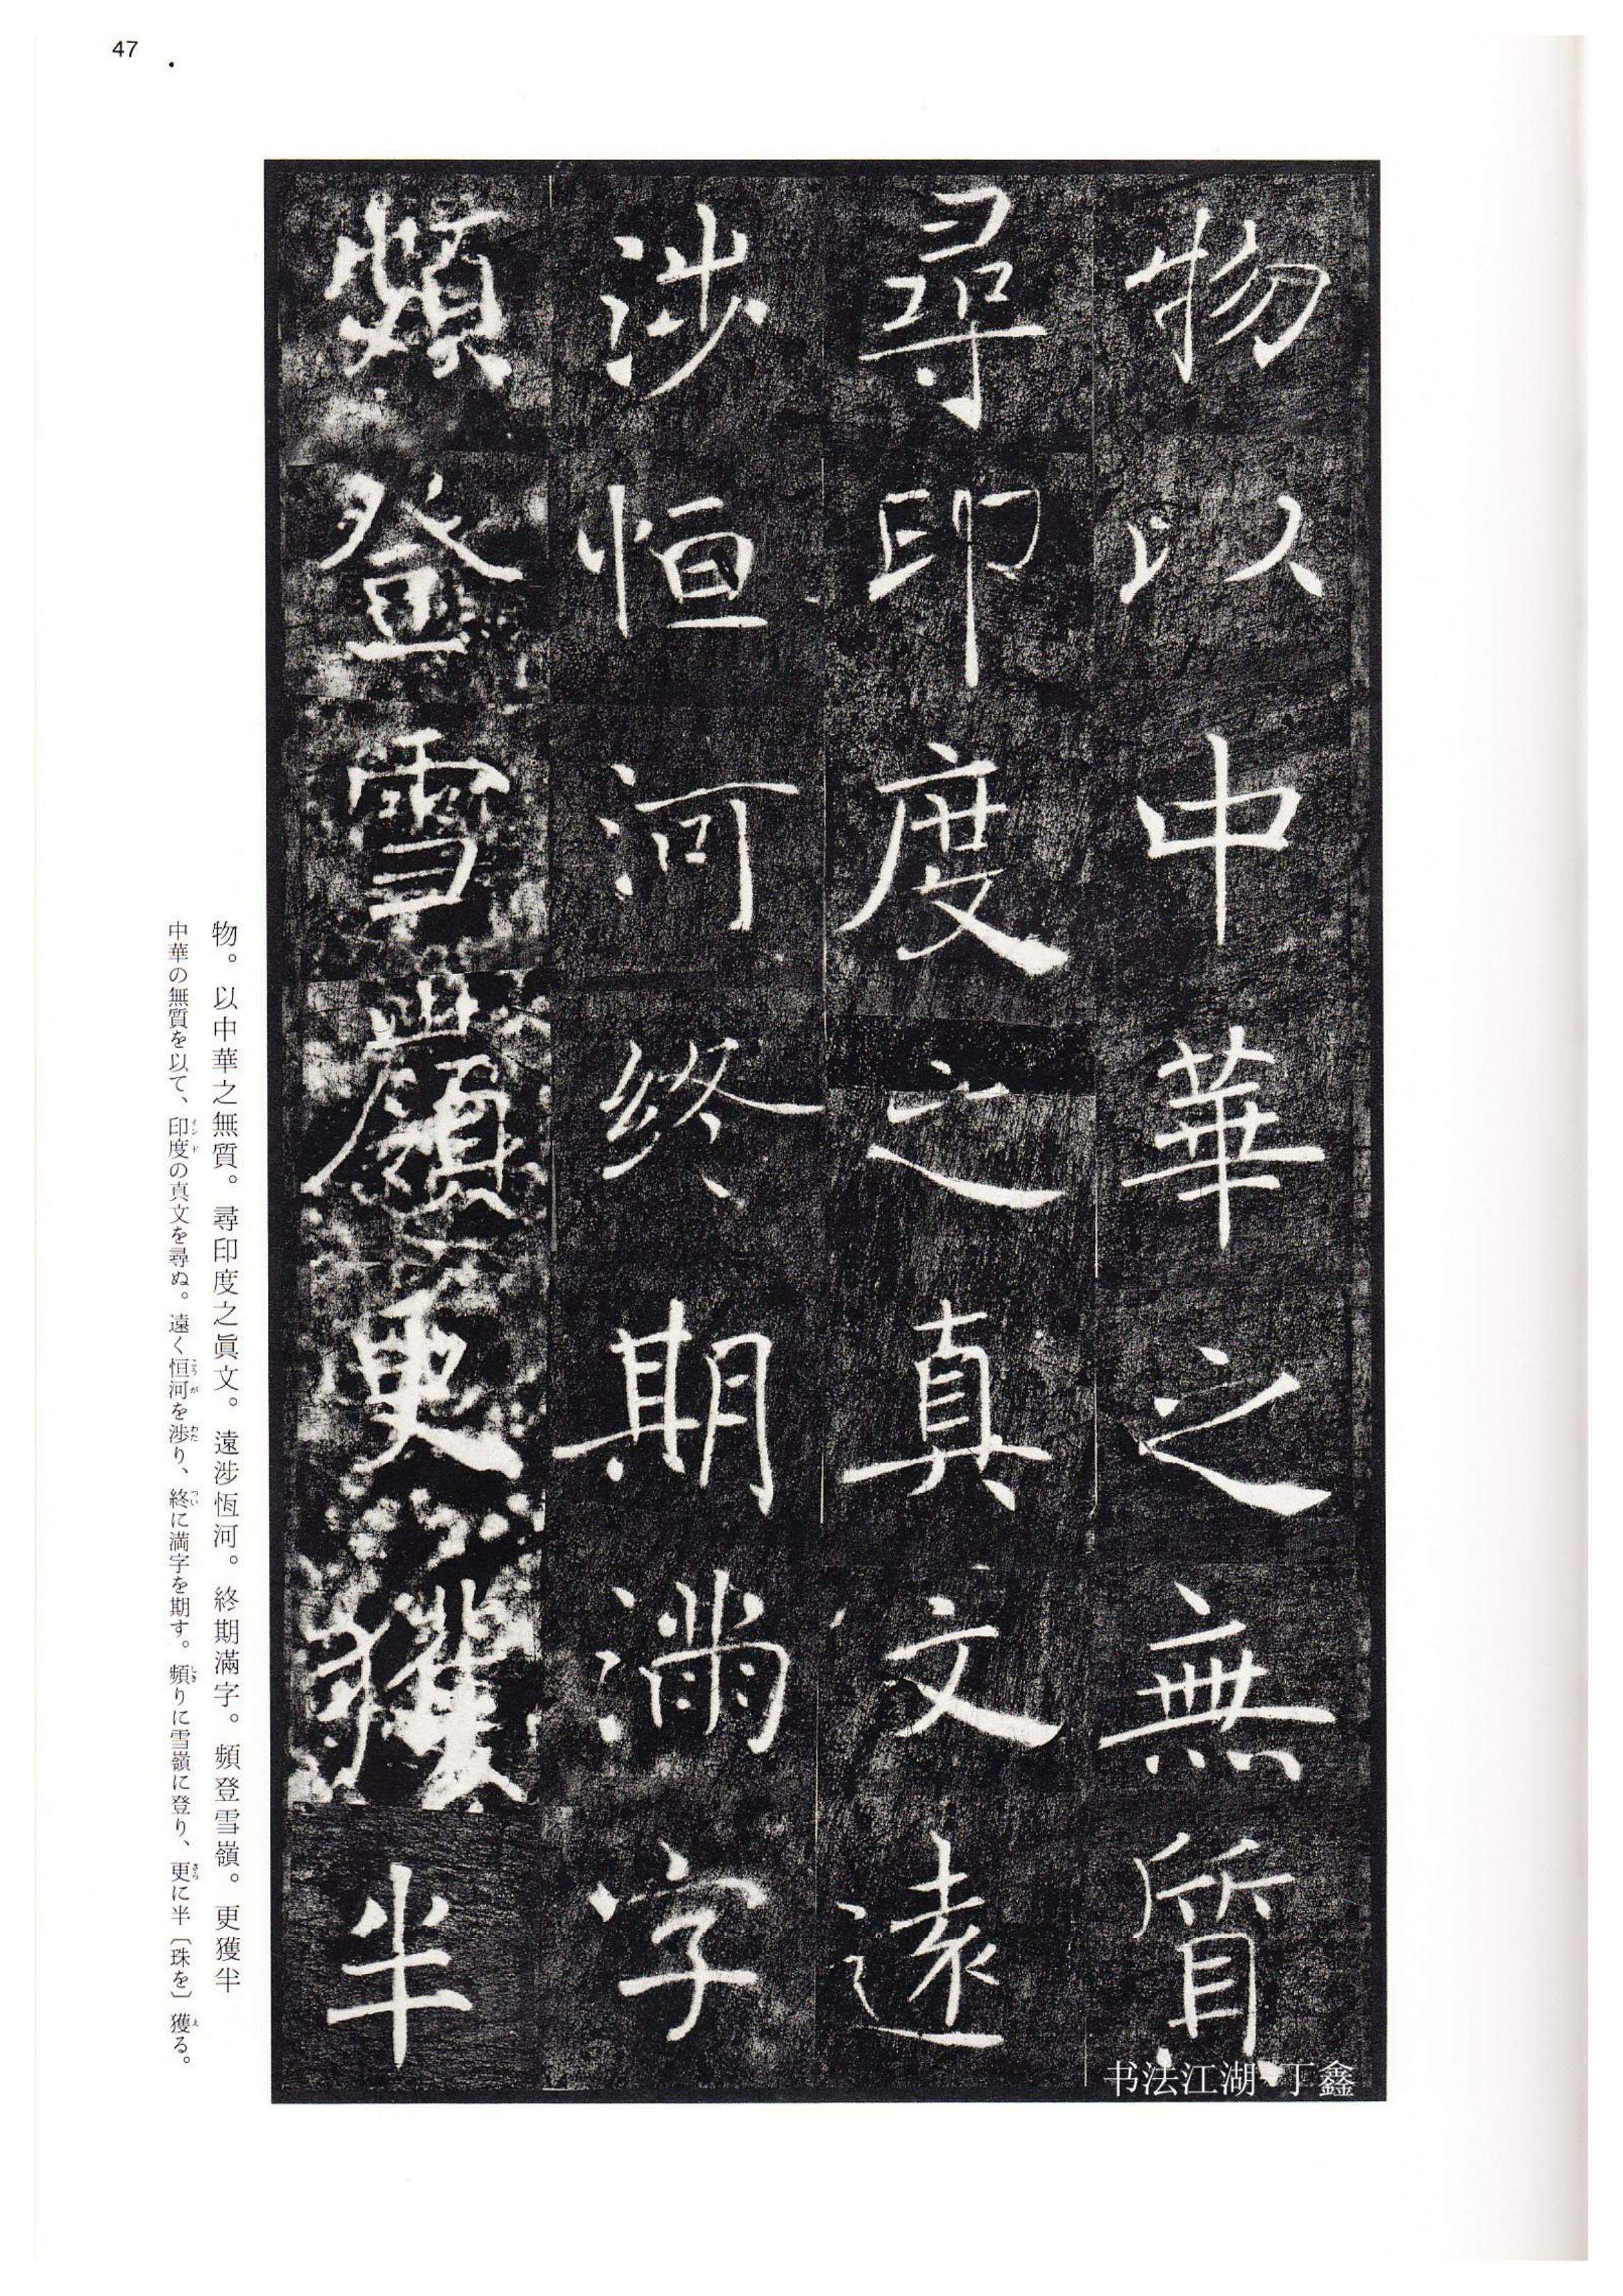 47
物以中華之無質
尋印度之真文遠
涉恒河終期滿字
頻登雪嶺更獲半
物。以中華之無質。尋印度之眞文。遠涉恆河。終期滿字。頻登雪嶺。更獲半
中華の無質を以て、印度の真文を尋ぬ。遠く恒河を渉り、終に満字を期す。頻りに雪嶺に登り、更に半〔珠を〕獲る。
书法江湖-丁鑫